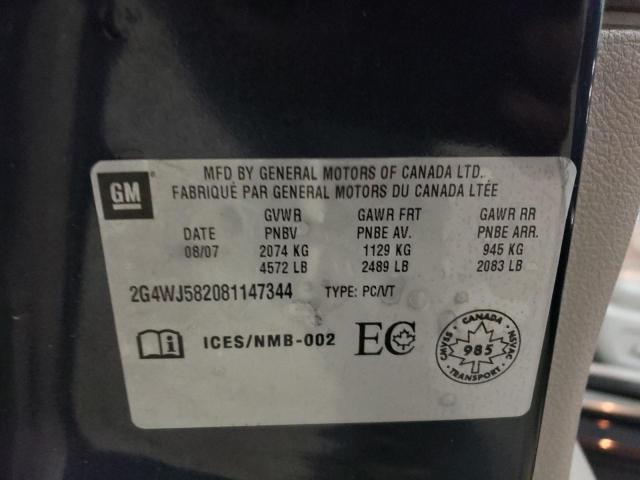 GM
MFD BY GENERAL MOTORS OF CANADA LTD.
FABRIQUÉ PAR GENERAL MOTORS DU CANADA LTÉE
GVWR GAWR FRT GAWR RR
DATE PNBV PNBE AV. PNBE ARR.
08/07 2074 KG 1129 KG 945 KG
4572 LB 2489 LB 2083 LB
2G4WJ582081147344 TYPE: PC/VT
i ICES/NMB-002 EC CANADA
CMVSS 985 NSVAC
TRANSPORT